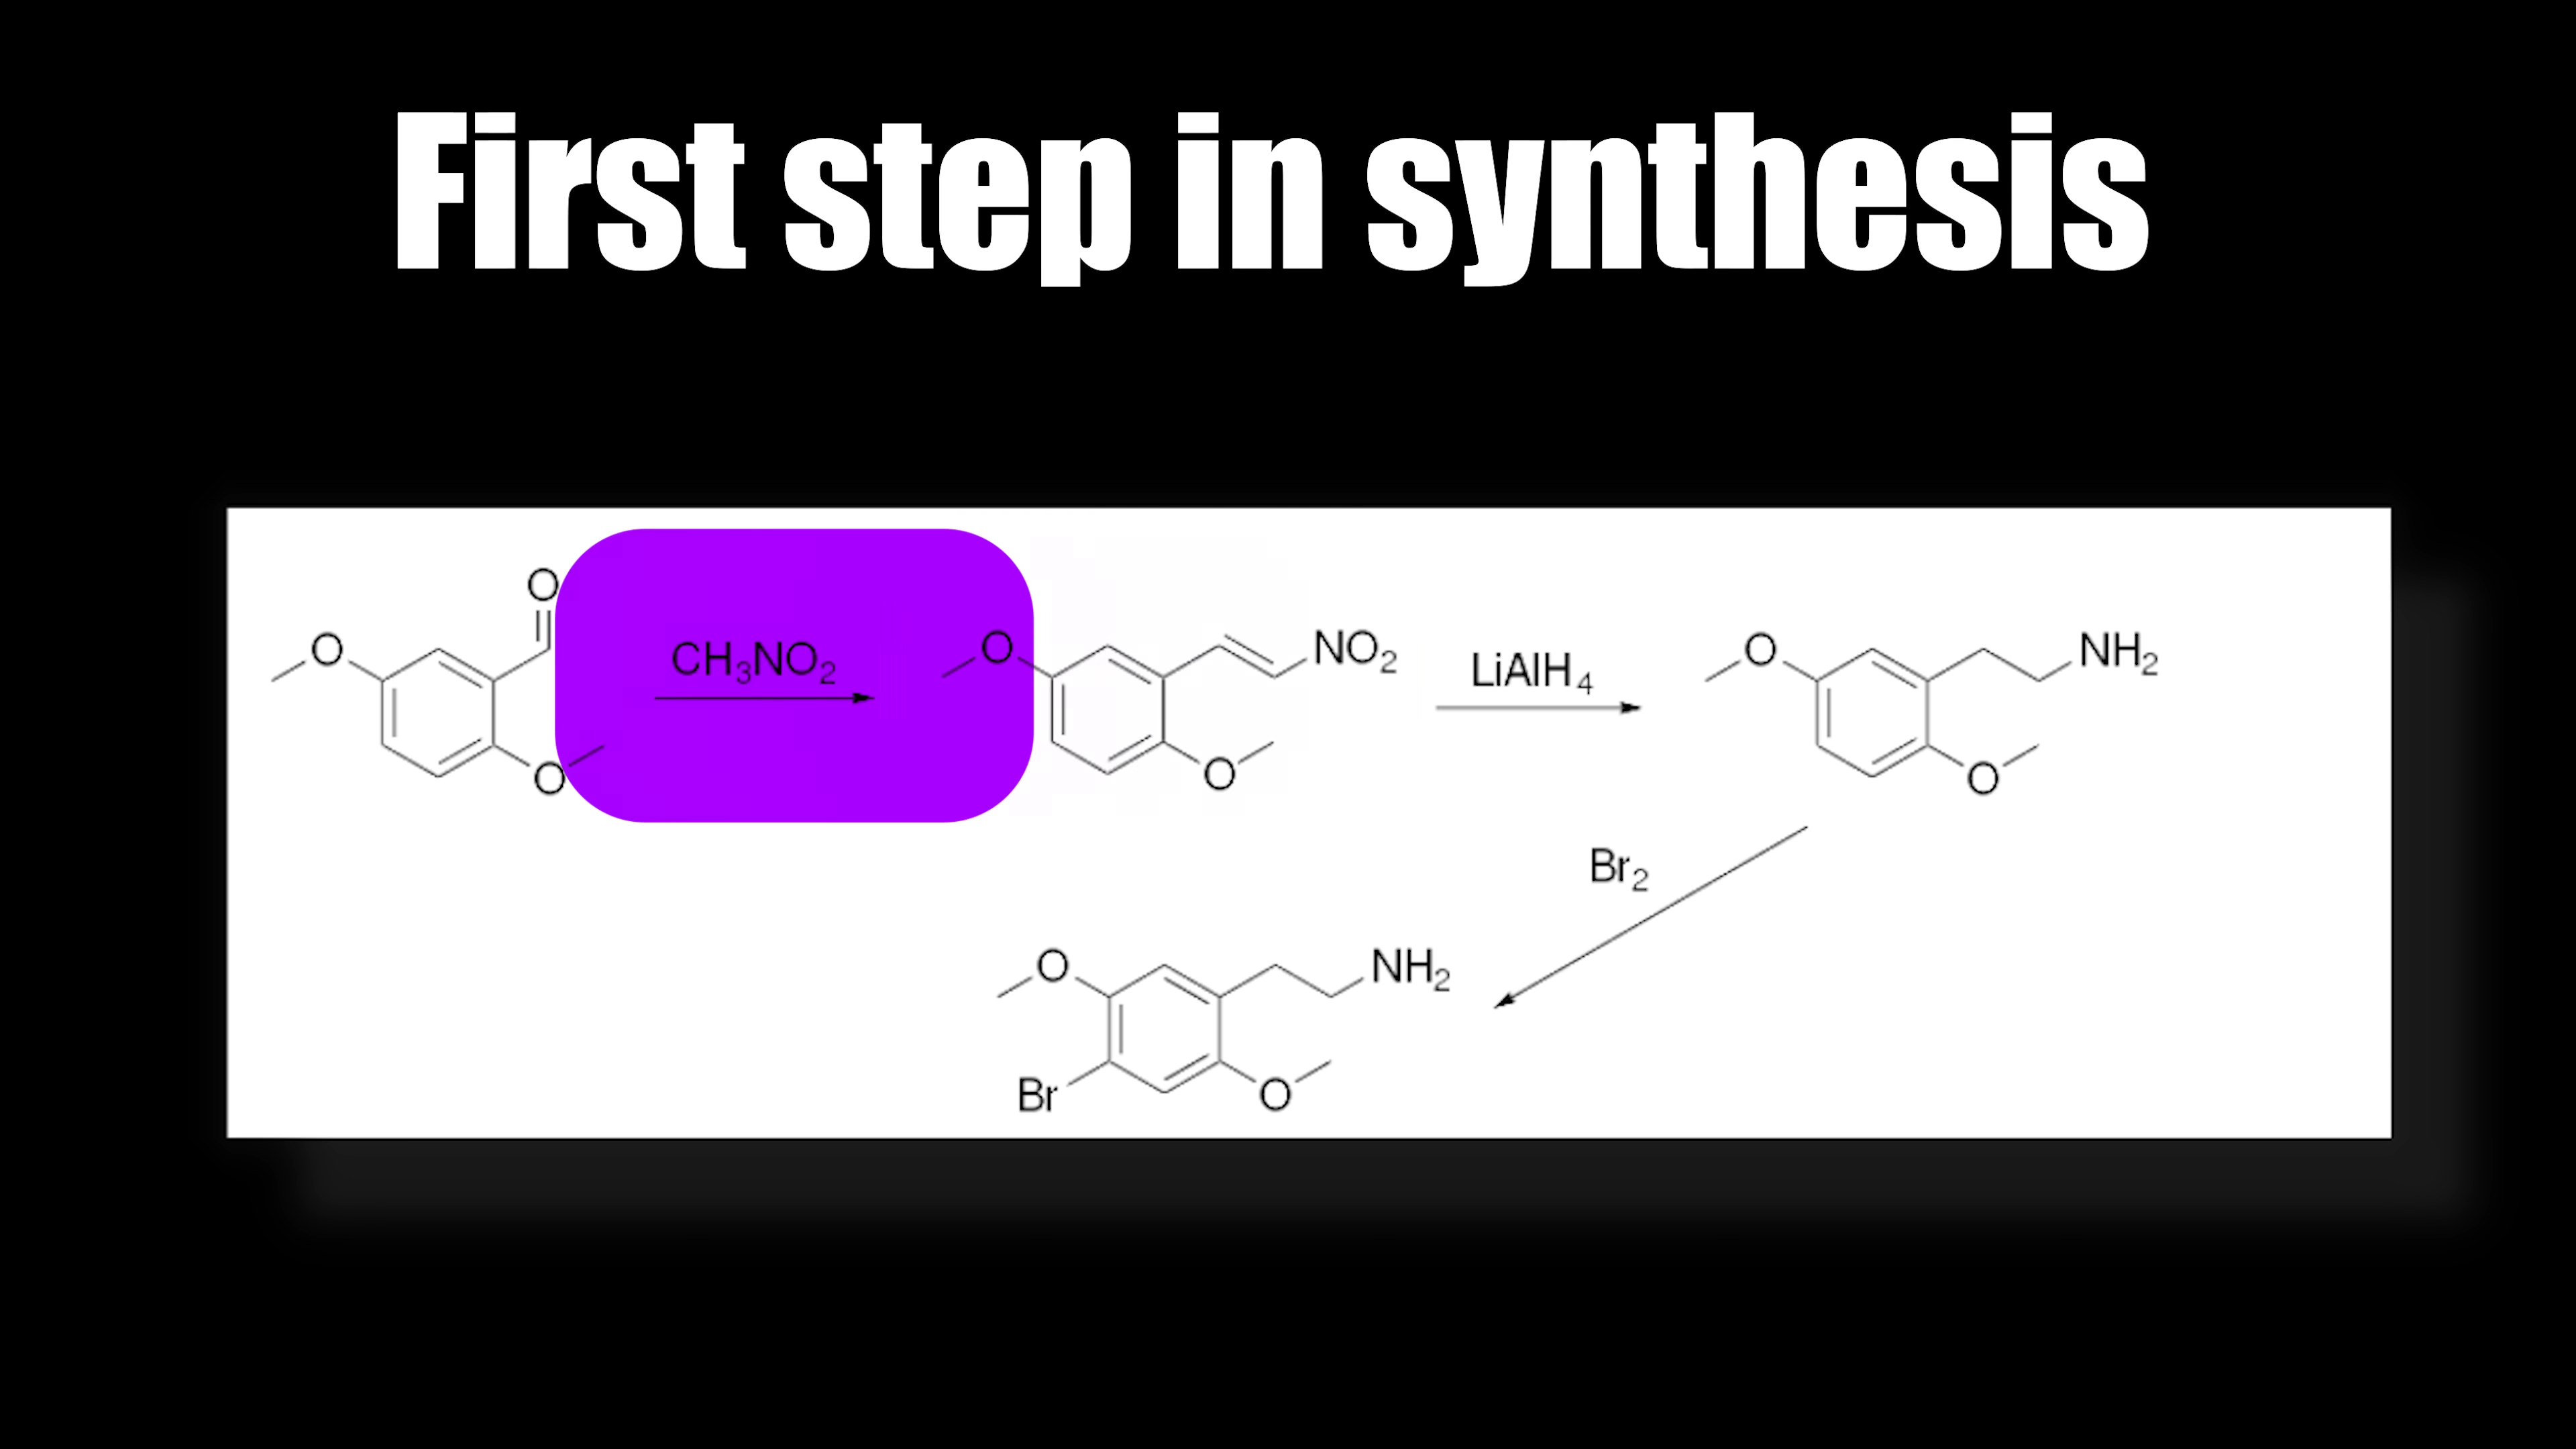 First step in synthesis
O
O
CH₃NO₂
O
NO₂
LiAlH₄
O
NH₂
O
O
O
Br₂
O
NH₂
Br
O